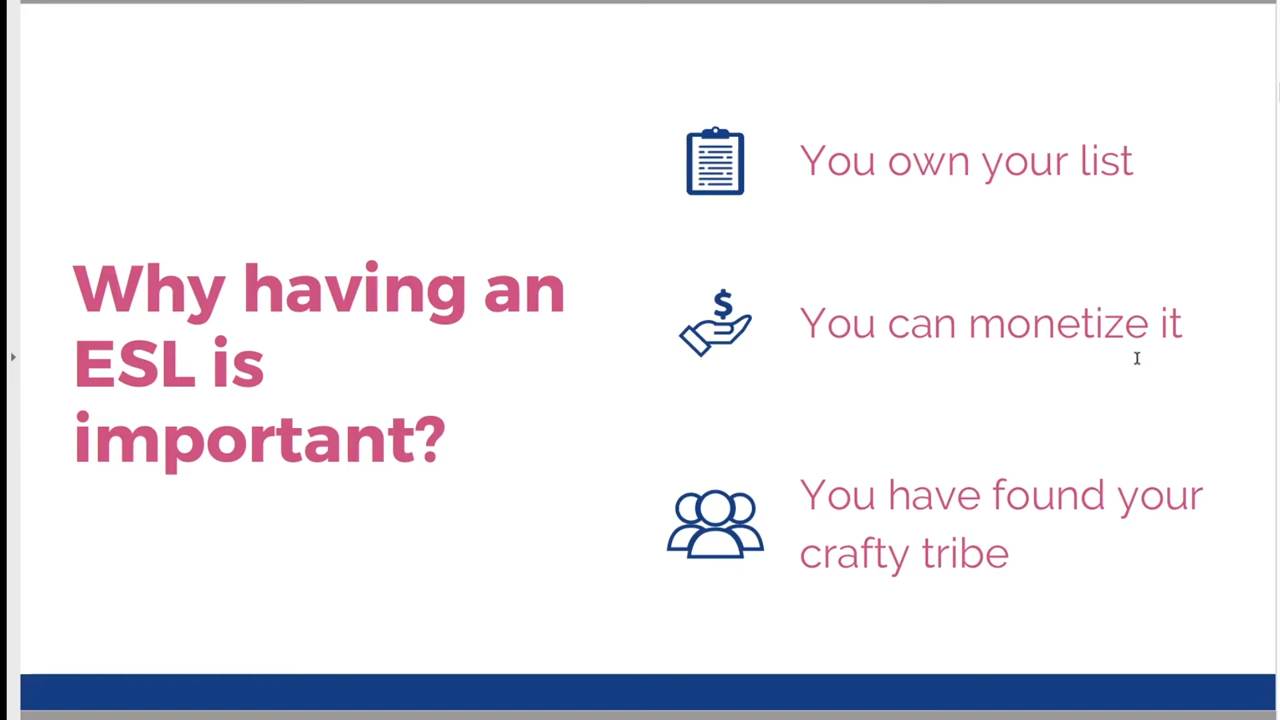 Why having an
ESL is
important?
You own your list
You can monetize it
You have found your
crafty tribe